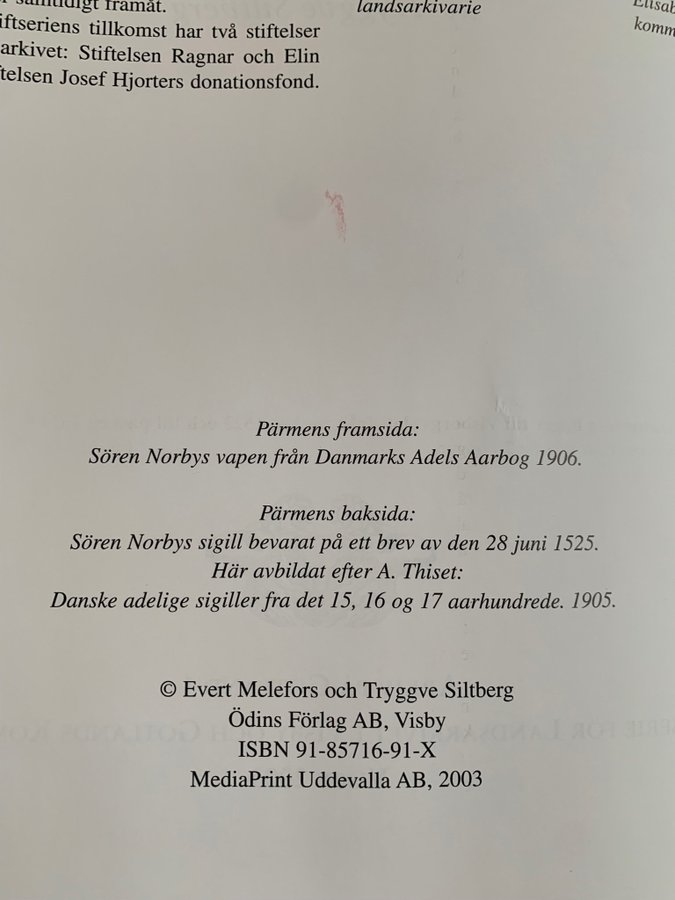 samtidigt framåt.
iftseriens tillkomst har två stiftelser
arkivet: Stiftelsen Ragnar och Elin
ftelsen Josef Hjorters donationsfond.
landsarkivarie
Elisab
komm
Pärmens framsida:
Sören Norbys vapen från Danmarks Adels Aarbog 1906.
Pärmens baksida:
Sören Norbys sigill bevarat på ett brev av den 28 juni 1525.
Här avbildat efter A. Thiset:
Danske adelige sigiller fra det 15, 16 og 17 aarhundrede. 1905.
© Evert Melefors och Tryggve Siltberg
Ödins Förlag AB, Visby
ISBN 91-85716-91-X
MediaPrint Uddevalla AB, 2003